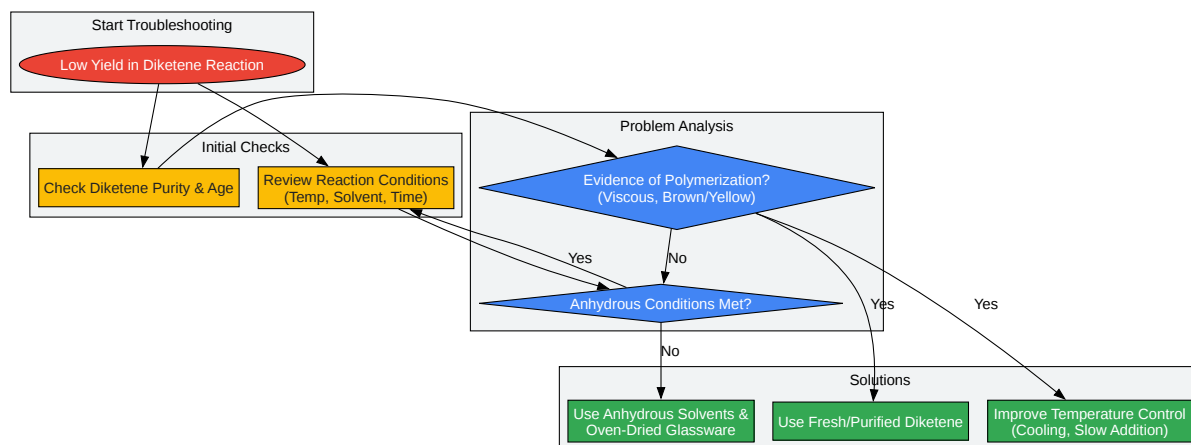 Start Troubleshooting
Low Yield in Diketene Reaction
Initial Checks
Check Diketene Purity & Age
Review Reaction Conditions
(Temp, Solvent, Time)
Problem Analysis
Evidence of Polymerization?
(Viscous, Brown/Yellow)
No
Yes
Anhydrous Conditions Met?
Yes
Yes
No
Solutions
Use Anhydrous Solvents &
Oven-Dried Glassware
Use Fresh/Purified Diketene
Improve Temperature Control
(Cooling, Slow Addition)